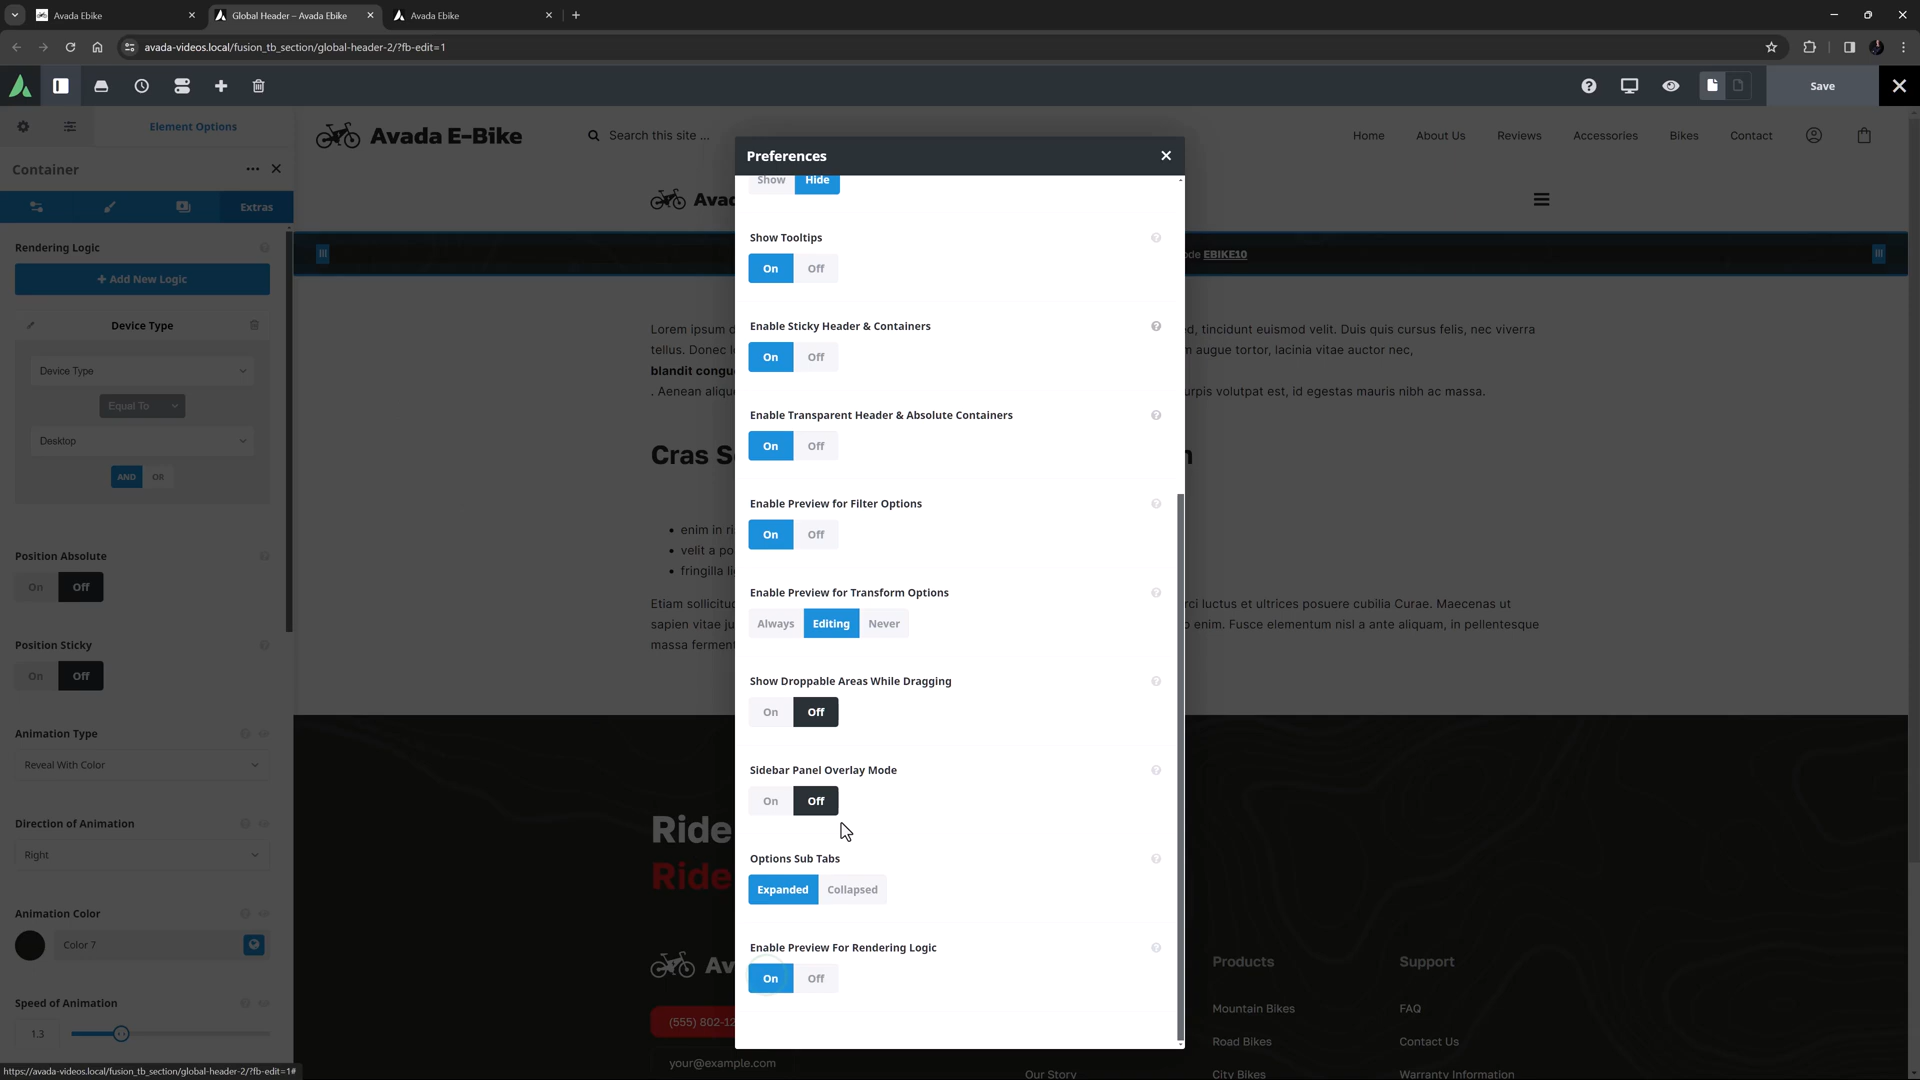 Avada Ebike
Global Header – Avada Ebike
Avada Ebike
avada-videos.local/fusion_tb_section/global-header-2/?fb-edit=1
Save
Element Options
Container
Extras
Rendering Logic
+ Add New Logic
Device Type
Device Type
Equal To
Desktop
AND OR
Position Absolute
On Off
Position Sticky
On Off
Animation Type
Reveal With Color
Direction of Animation
Right
Animation Color
Color 7
Speed of Animation
1.3
https://avada-videos.local/fusion_tb_section/global-header-2/?fb-edit=1#
Avada E-Bike
Search this site ...
Home About Us Reviews Accessories Bikes Contact
Preferences
Show Hide
Show Tooltips
On Off
Enable Sticky Header & Containers
On Off
Enable Transparent Header & Absolute Containers
On Off
Enable Preview for Filter Options
On Off
Enable Preview for Transform Options
Always Editing Never
Show Droppable Areas While Dragging
On Off
Sidebar Panel Overlay Mode
On Off
Options Sub Tabs
Expanded Collapsed
Enable Preview For Rendering Logic
On Off
EBIKE10
Lorem ipsum
, tincidunt euismod velit. Duis quis cursus felis, nec viverra
tellus. Donec
augue tortor, lacinia vitae auctor nec,
blandit
. Aenean
volutpat est, id egestas mauris nibh ac massa.
Cras
• enim in
• velit a
• fringilla
Etiam
luctus et ultrices posuere cubilia Curae. Maecenas ut
sapien vitae
enim. Fusce elementum nisl a ante aliquam, in pellentesque
massa
Ride
Ride
(555)
your@example.com
Our Story
Products
Mountain Bikes
Road Bikes
City Bikes
Support
FAQ
Contact Us
Warranty Information